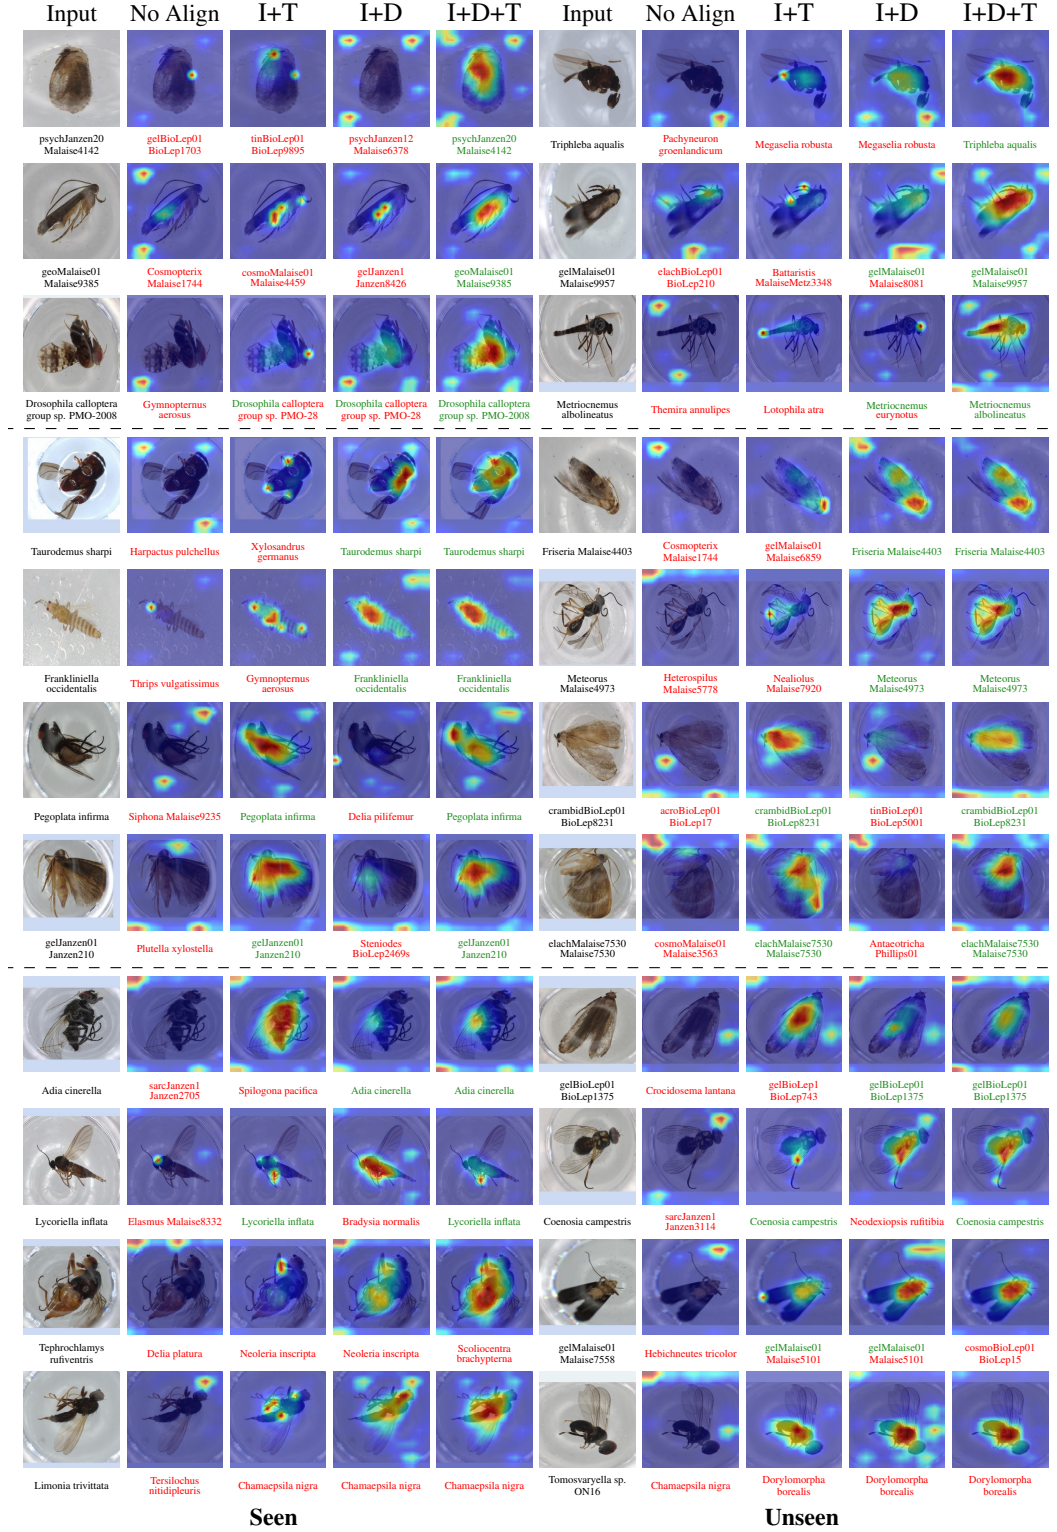 Input No Align I+T I+D I+D+T Input No Align I+T I+D I+D+T
psychJanzen20 gelBioLep01 tinBioLep01 psychJanzen12 psychJanzen20 Triphleba aqualis Pachyneuron Megaselia robusta Megaselia robusta Triphleba aqualis
Malaise4142 BioLep1703 BioLep9895 Malaise6378 Malaise4142 groenlandicum
geoMalaise01 Cosmopterix cosmoMalaise01 gelJanzen1 geoMalaise01 gelMalaise01 elachBioLep01 Battaristis gelMalaise01 gelMalaise01
Malaise9385 Malaise1744 Malaise4459 Janzen8426 Malaise9385 Malaise9957 BioLep210 MalaiseMetz3348 Malaise8081 Malaise9957
Drosophila calloptera Gymnopternus Drosophila calloptera Drosophila calloptera Drosophila calloptera Metriocnemus Themira annulipes Lotophila atra Metriocnemus Metriocnemus
group sp. PMO-2008 aerosus group sp. PMO-28 group sp. PMO-28 group sp. PMO-2008 albolineatus eurynotus albolineatus
Taurodemus sharpi Harpactus pulchellus Xylosandrus Taurodemus sharpi Taurodemus sharpi Friseria Malaise4403 Cosmopterix gelMalaise01 Friseria Malaise4403 Friseria Malaise4403
germanus Malaise1744 Malaise6859
Frankliniella Thrips vulgatissimus Gymnopternus Frankliniella Frankliniella Meteorus Heterospilus Nealiolus Meteorus Meteorus
occidentalis aerosus occidentalis occidentalis Malaise4973 Malaise5778 Malaise7920 Malaise4973 Malaise4973
Pegoplata infirma Siphona Malaise9235 Pegoplata infirma Delia pilifemur Pegoplata infirma crambidBioLep01 acroBioLep01 crambidBioLep01 tinBioLep01 crambidBioLep01
BioLep8231 BioLep17 BioLep8231 BioLep5001 BioLep8231
gelJanzen01 Plutella xylostella gelJanzen01 Steniodes gelJanzen01 elachMalaise7530 cosmoMalaise01 elachMalaise7530 Antaeotricha elachMalaise7530
Janzen210 Janzen210 BioLep2469s Janzen210 Malaise7530 Malaise3563 Malaise7530 Phillips01 Malaise7530
Adia cinerella sarcJanzen1 Spilogona pacifica Adia cinerella Adia cinerella gelBioLep01 Crocidosema lantana gelBioLep1 gelBioLep01 gelBioLep01
Janzen2705 BioLep1375 BioLep743 BioLep1375 BioLep1375
Lycoriella inflata Elasmus Malaise8332 Lycoriella inflata Bradysia normalis Lycoriella inflata Coenosia campestris sarcJanzen1 Coenosia campestris Neodexiopsis rufitibia Coenosia campestris
Janzen3114
Tephrochlamys Delia platura Neoleria inscripta Neoleria inscripta Scoliocentra gelMalaise01 Hebichneutes tricolor gelMalaise01 gelMalaise01 cosmoBioLep01
rufiventris brachypterna Malaise7558 Malaise5101 Malaise5101 BioLep15
Limonia trivittata Tersilochus Chamaepsila nigra Chamaepsila nigra Chamaepsila nigra Tomosvaryella sp. Chamaepsila nigra Dorylomorpha Dorylomorpha Dorylomorpha
nitidipleuris ON16 borealis borealis borealis
Seen Unseen